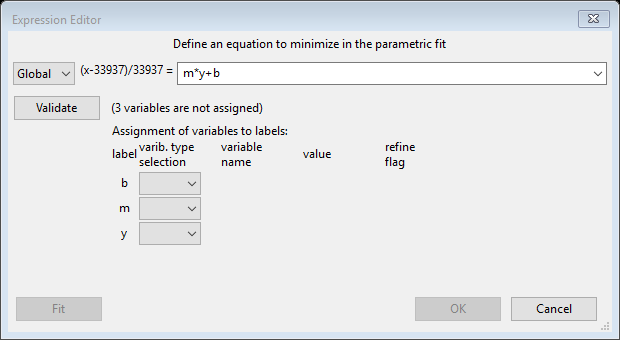 Expression Editor
Define an equation to minimize in the parametric fit
Global (x-33937)/33937 = m*y+b
Validate (3 variables are not assigned)
Assignment of variables to labels:
label varib. type selection variable name value refine flag
b
m
y
Fit OK Cancel